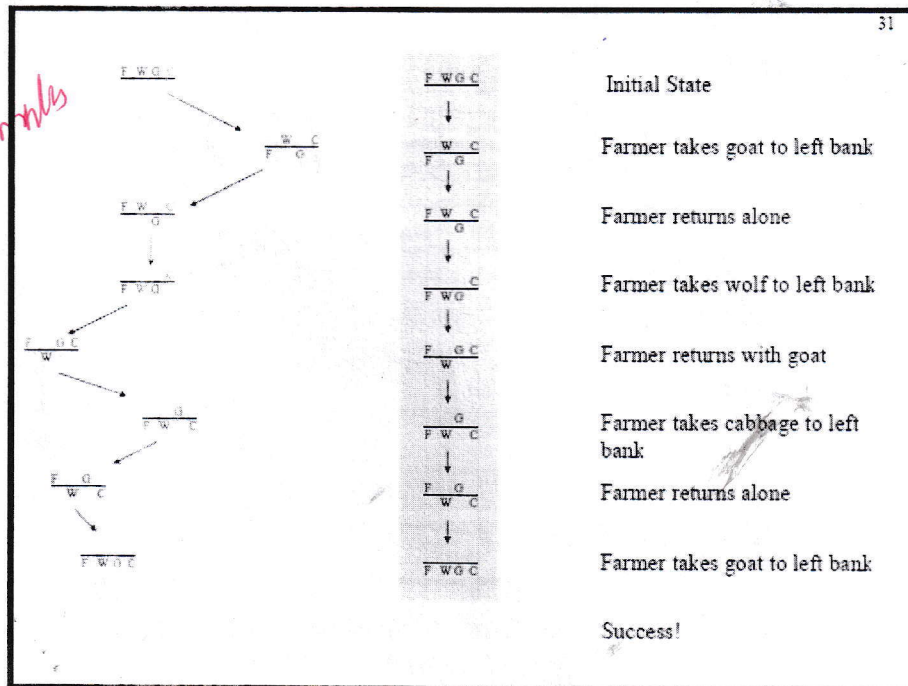 31
F W G C
W C
F G
F W C
G
F W G
F G C
W
G
F W C
F G
W C
F W G C
F W G C
W C
F G
F W C
G
C
F W G
F G C
W
G
F W C
F G
W C
F W G C
Initial State
Farmer takes goat to left bank
Farmer returns alone
Farmer takes wolf to left bank
Farmer returns with goat
Farmer takes cabbage to left
bank
Farmer returns alone
Farmer takes goat to left bank
Success!